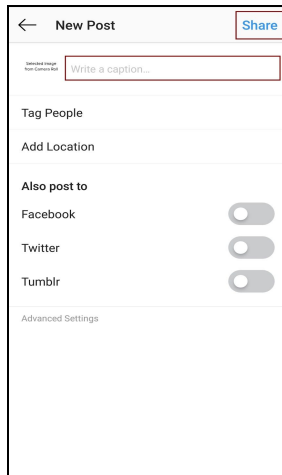 New Post
Share
Selected Image
from Camera Roll
Write a caption...
Tag People
Add Location
Also post to
Facebook
Twitter
Tumblr
Advanced Settings